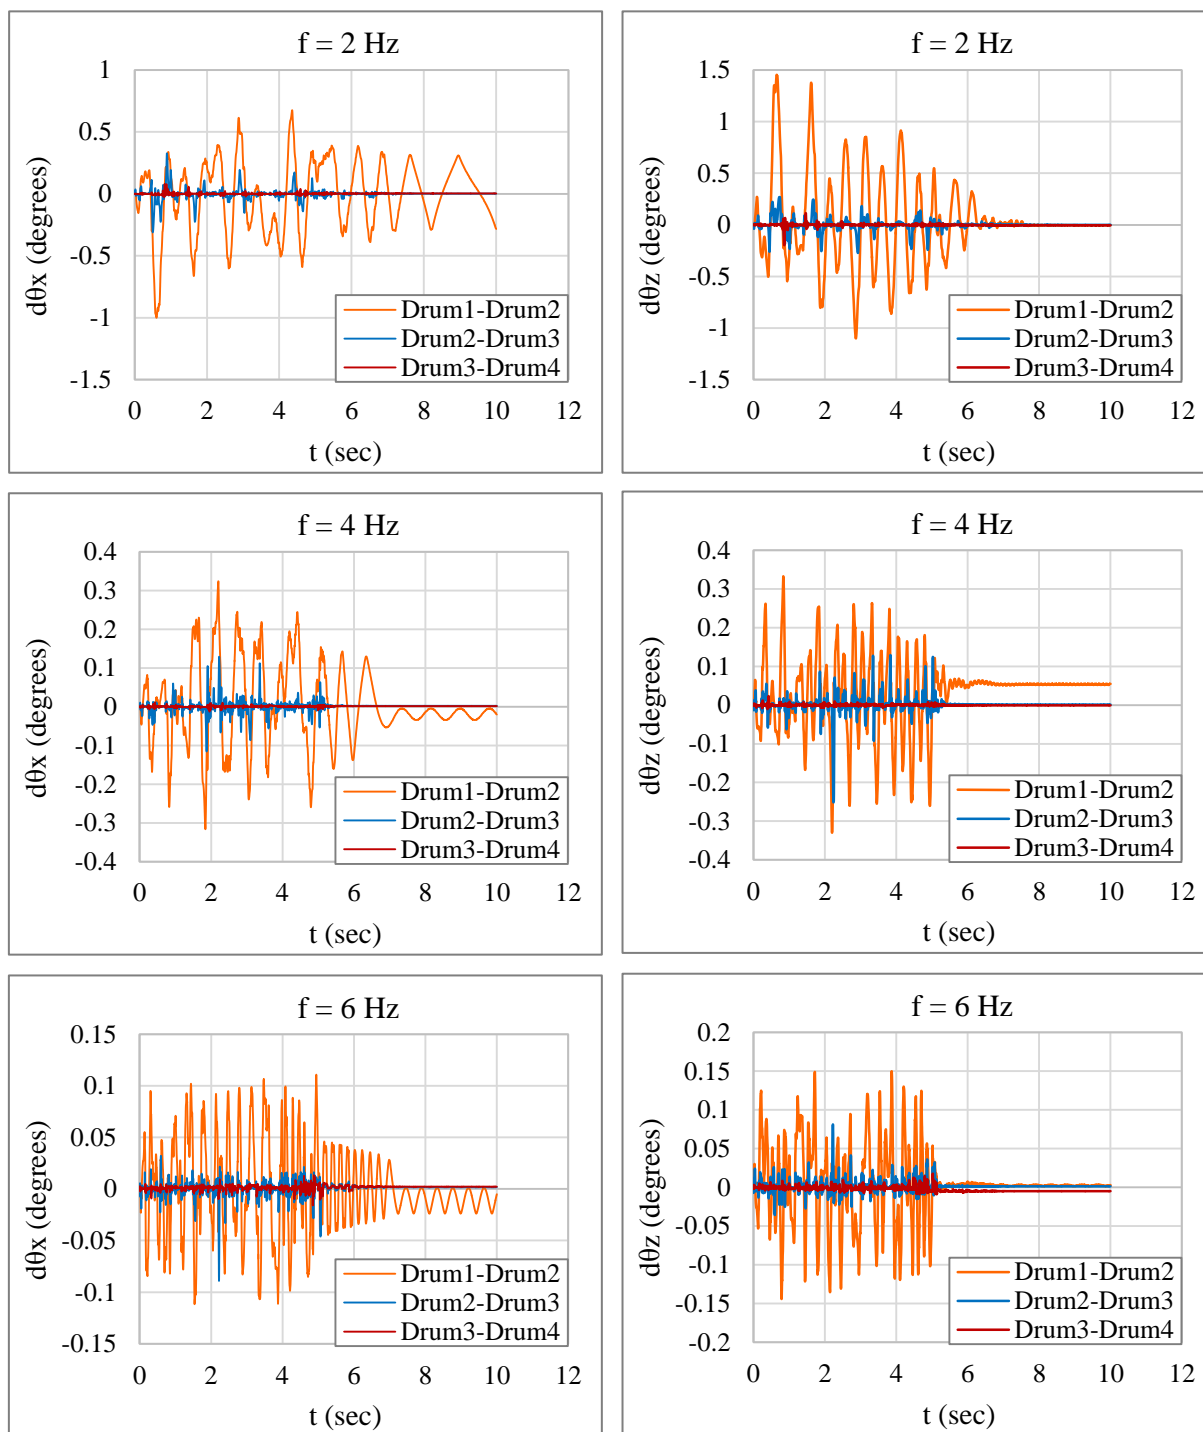 f = 2 Hz
dθx (degrees)
1
0.5
0
-0.5
-1
-1.5
Drum1-Drum2
Drum2-Drum3
Drum3-Drum4
0 2 4 6 8 10 12
t (sec)
f = 2 Hz
dθz (degrees)
1.5
1
0.5
0
-0.5
-1
-1.5
Drum1-Drum2
Drum2-Drum3
Drum3-Drum4
0 2 4 6 8 10 12
t (sec)
f = 4 Hz
dθx (degrees)
0.4
0.3
0.2
0.1
0
-0.1
-0.2
-0.3
-0.4
Drum1-Drum2
Drum2-Drum3
Drum3-Drum4
0 2 4 6 8 10 12
t (sec)
f = 4 Hz
dθz (degrees)
0.4
0.3
0.2
0.1
0
-0.1
-0.2
-0.3
-0.4
Drum1-Drum2
Drum2-Drum3
Drum3-Drum4
0 2 4 6 8 10 12
t (sec)
f = 6 Hz
dθx (degrees)
0.15
0.1
0.05
0
-0.05
-0.1
-0.15
Drum1-Drum2
Drum2-Drum3
Drum3-Drum4
0 2 4 6 8 10 12
t (sec)
f = 6 Hz
dθz (degrees)
0.2
0.15
0.1
0.05
0
-0.05
-0.1
-0.15
-0.2
Drum1-Drum2
Drum2-Drum3
Drum3-Drum4
0 2 4 6 8 10 12
t (sec)